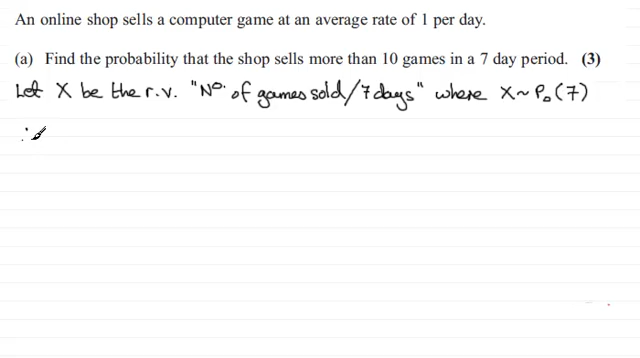 An online shop sells a computer game at an average rate of 1 per day.
(a) Find the probability that the shop sells more than 10 games in a 7 day period. (3)
Let X be the r.v. "No. of games sold/7days" where X~Po(7)
∴